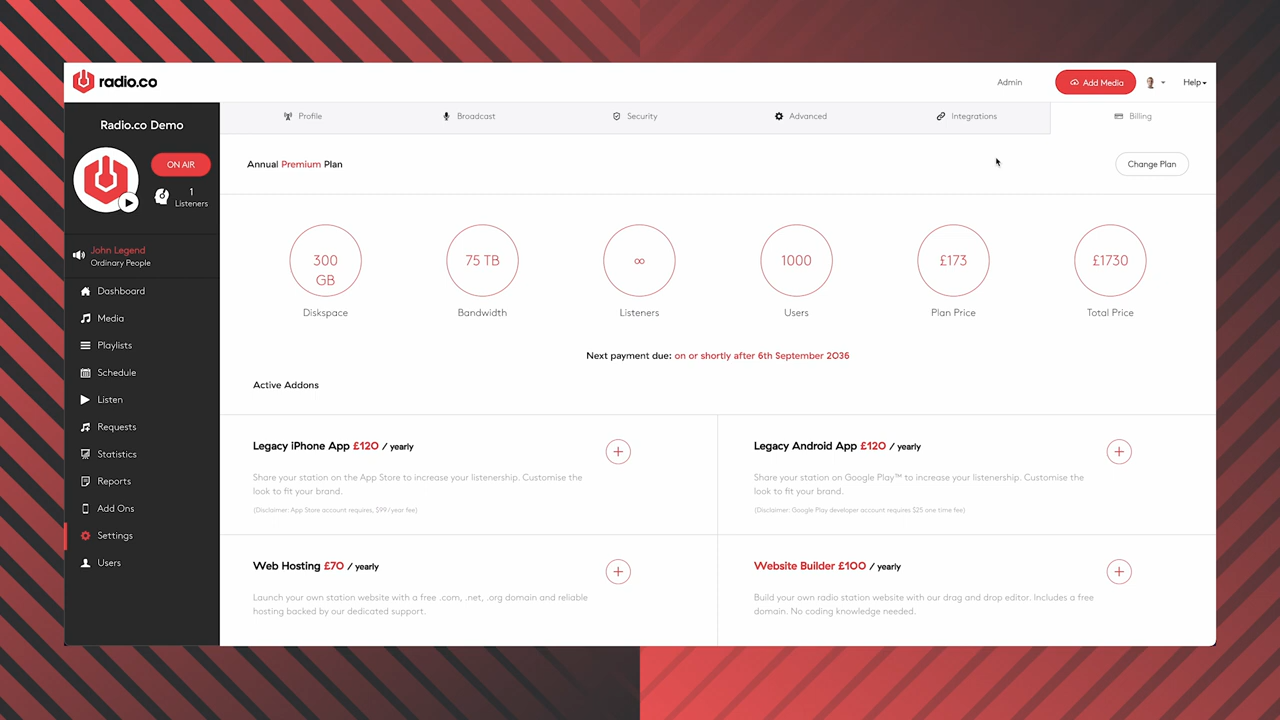 radio.co
Admin
Add Media
Help
Radio.co Demo
ON AIR
1
Listeners
John Legend
Ordinary People
Dashboard
Media
Playlists
Schedule
Listen
Requests
Statistics
Reports
Add Ons
Settings
Users
Profile
Broadcast
Security
Advanced
Integrations
Billing
Annual Premium Plan
Change Plan
300
GB
75 TB
∞
1000
£173
£1730
Diskspace
Bandwidth
Listeners
Users
Plan Price
Total Price
Next payment due: on or shortly after 6th September 2036
Active Addons
Legacy iPhone App £120 / yearly
Share your station on the App Store to increase your listenership. Customise the
look to fit your brand.
(Disclaimer: App Store account requires, $99/year fee)
Legacy Android App £120 / yearly
Share your station on Google Play™ to increase your listenership. Customise the
look to fit your brand.
(Disclaimer: Google Play developer account requires $25 one time fee)
Web Hosting £70 / yearly
Launch your own station website with a free .com, .net, .org domain and reliable
hosting backed by our dedicated support.
Website Builder £100 / yearly
Build your own radio station website with our drag and drop editor. Includes a free
domain. No coding knowledge needed.